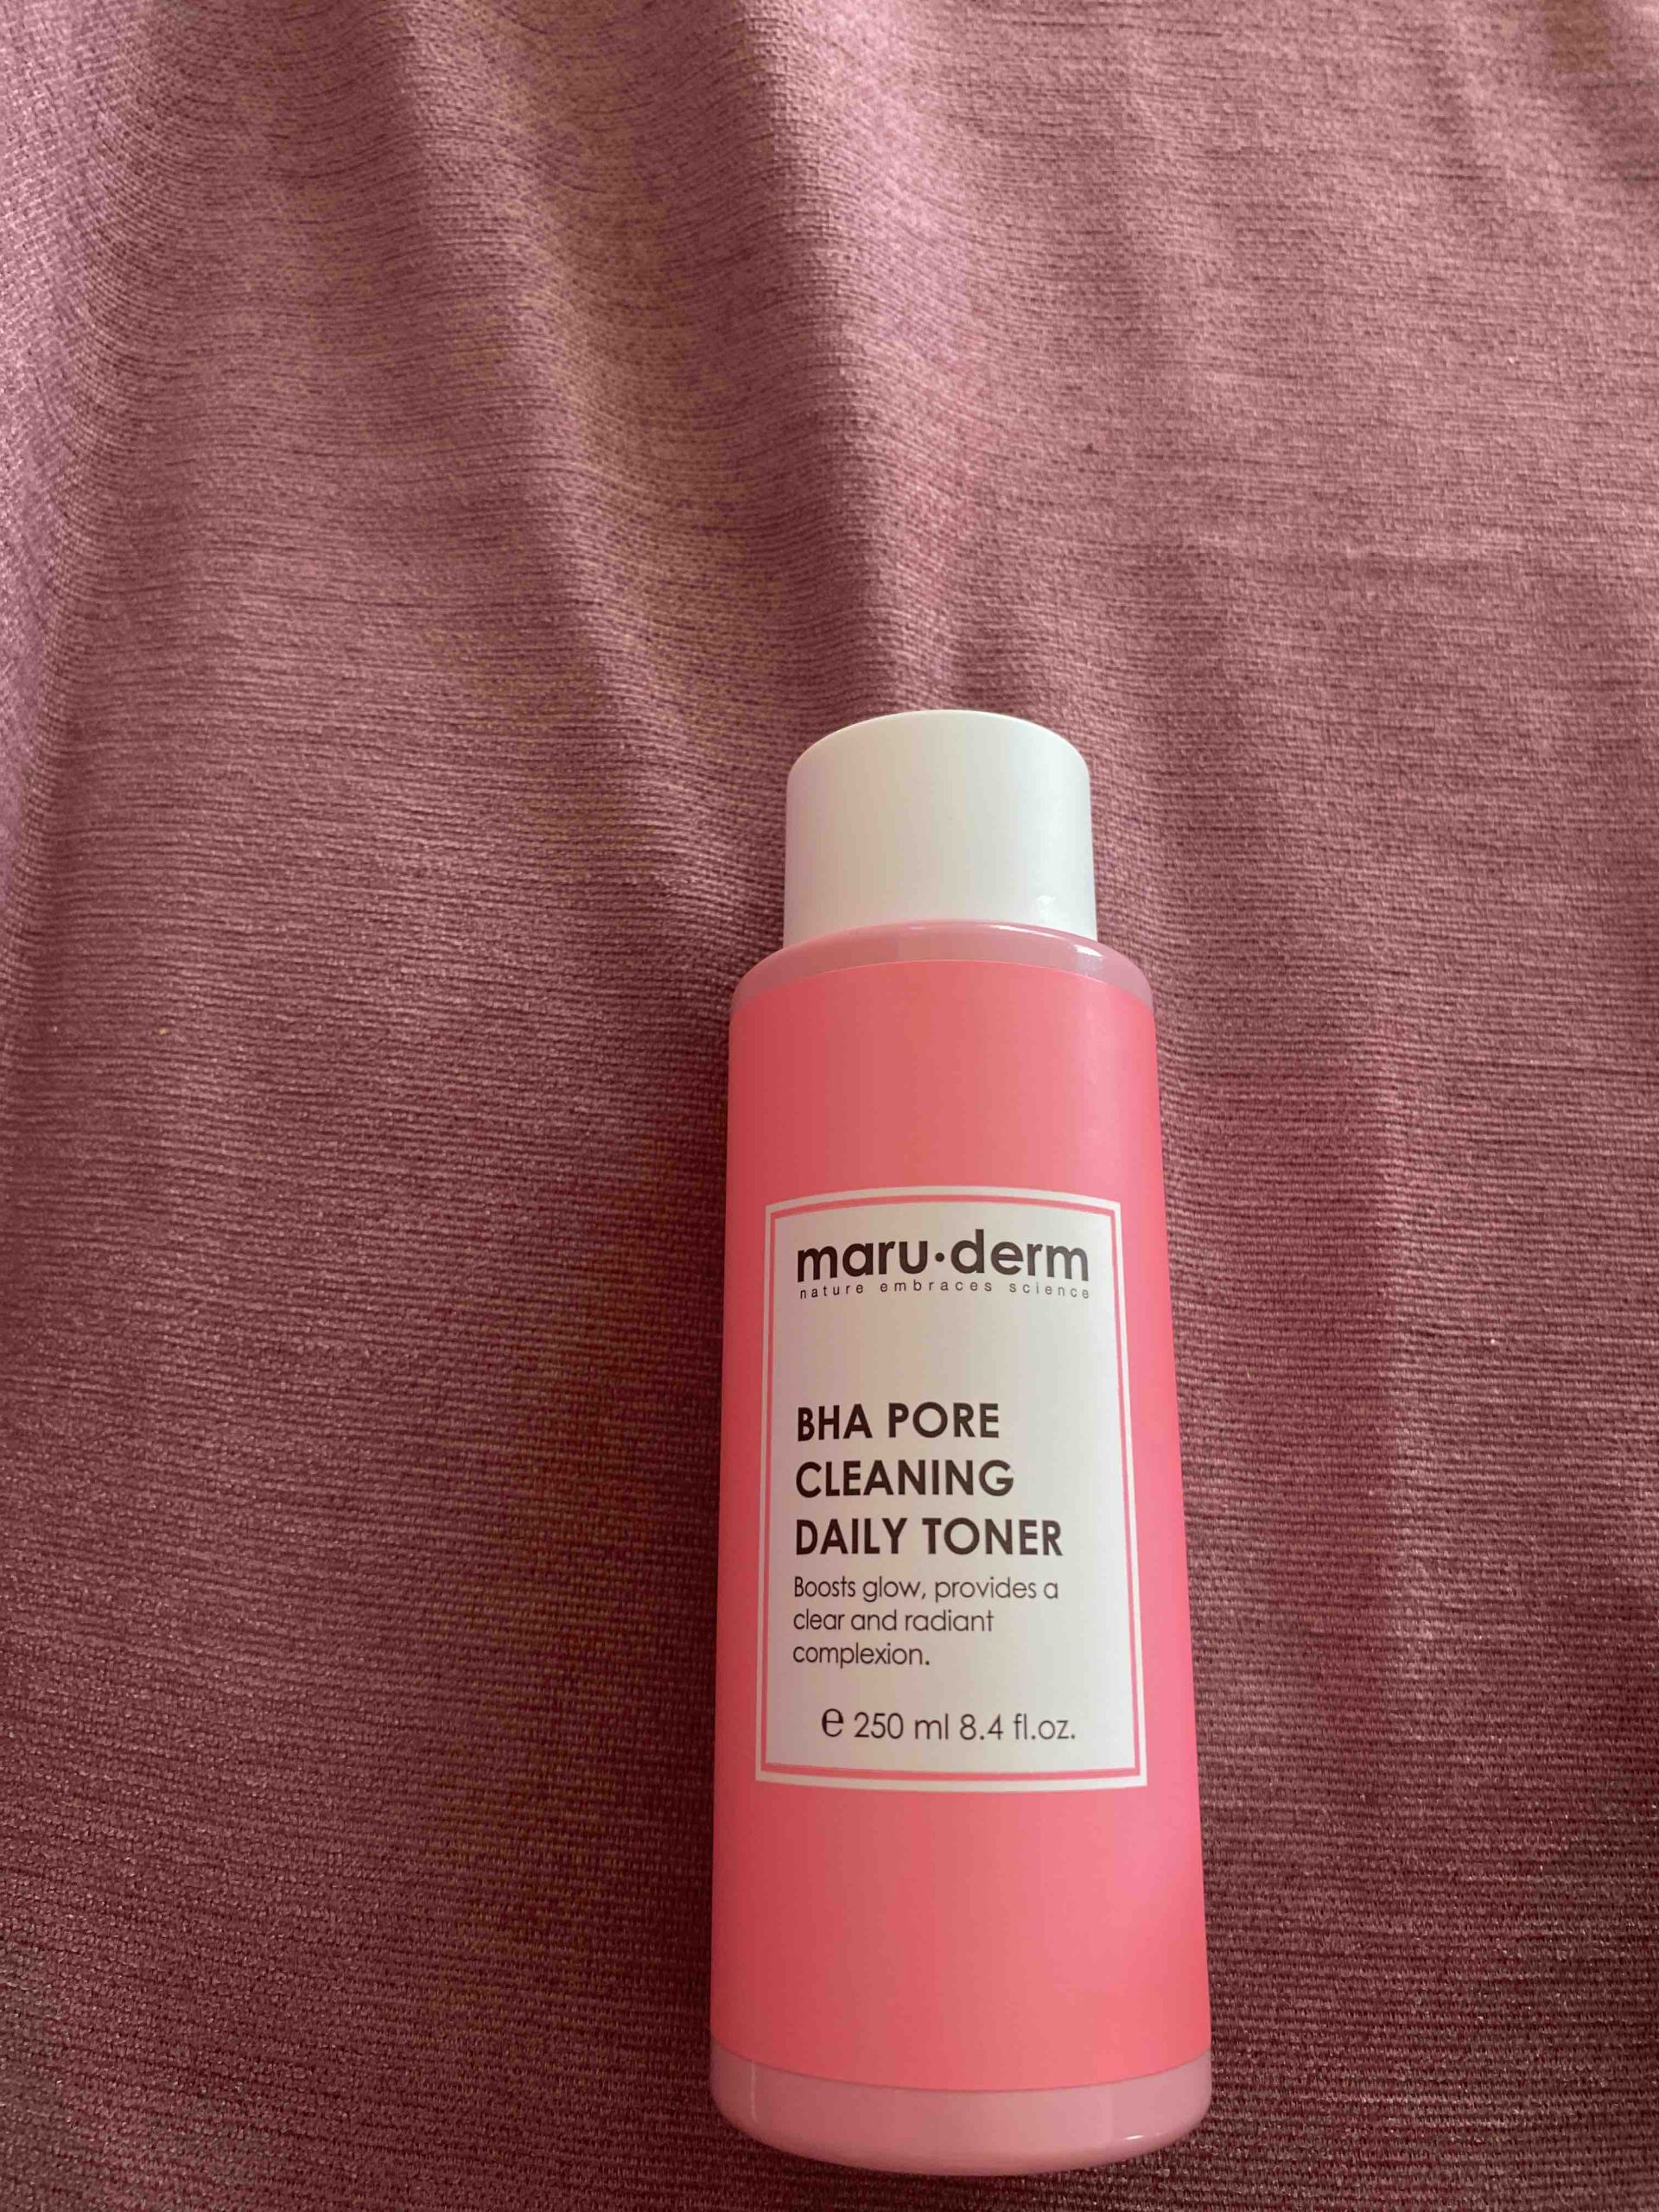 maru·derm
nature embraces science
BHA PORE
CLEANING
DAILY TONER
Boosts glow, provides a
clear and radiant
complexion.
℮ 250 ml 8.4 fl.oz.